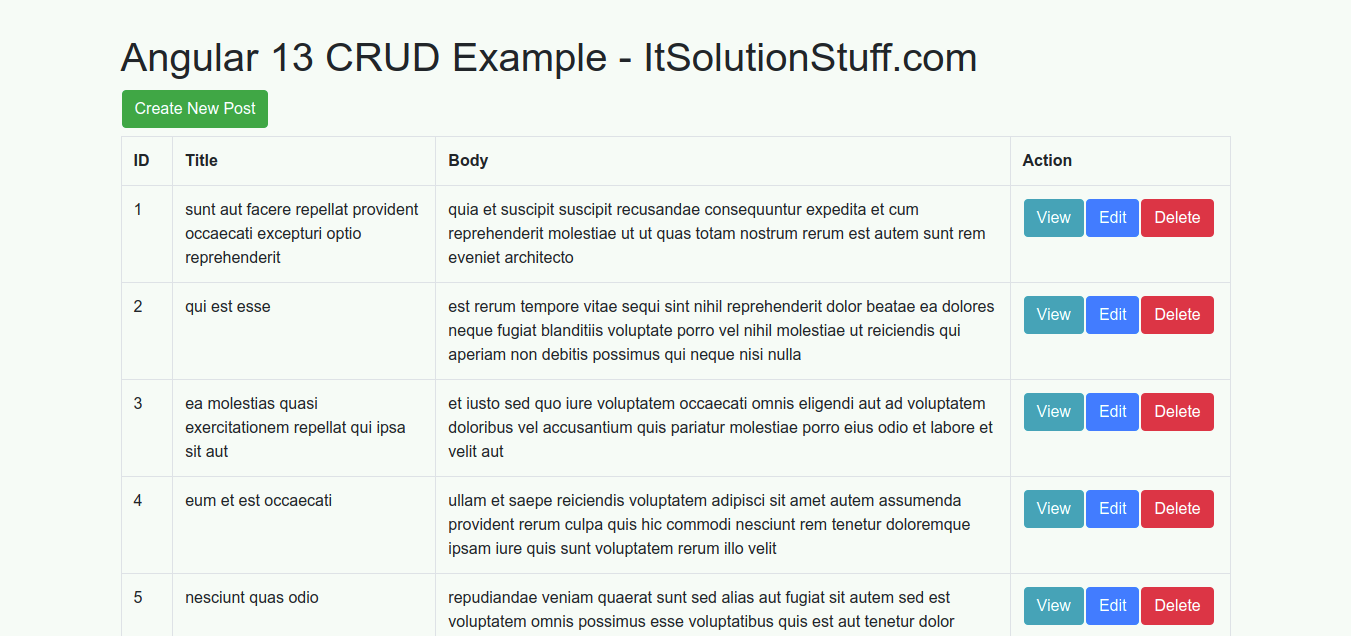 Angular 13 CRUD Example - ItSolutionStuff.com
Create New Post
ID Title Body Action
1 sunt aut facere repellat provident quia et suscipit suscipit recusandae consequuntur expedita et cum View Edit Delete
occaecati excepturi optio reprehenderit molestiae ut ut quas totam nostrum rerum est autem sunt rem
reprehenderit eveniet architecto
2 qui est esse est rerum tempore vitae sequi sint nihil reprehenderit dolor beatae ea dolores View Edit Delete
neque fugiat blanditiis voluptate porro vel nihil molestiae ut reiciendis qui
aperiam non debitis possimus qui neque nisi nulla
3 ea molestias quasi et iusto sed quo iure voluptatem occaecati omnis eligendi aut ad voluptatem View Edit Delete
exercitationem repellat qui ipsa doloribus vel accusantium quis pariatur molestiae porro eius odio et labore et
sit aut velit aut
4 eum et est occaecati ullam et saepe reiciendis voluptatem adipisci sit amet autem assumenda View Edit Delete
provident rerum culpa quis hic commodi nesciunt rem tenetur doloremque
ipsam iure quis sunt voluptatem rerum illo velit
5 nesciunt quas odio repudiandae veniam quaerat sunt sed alias aut fugiat sit autem sed est View Edit Delete
voluptatem omnis possimus esse voluptatibus quis est aut tenetur dolor